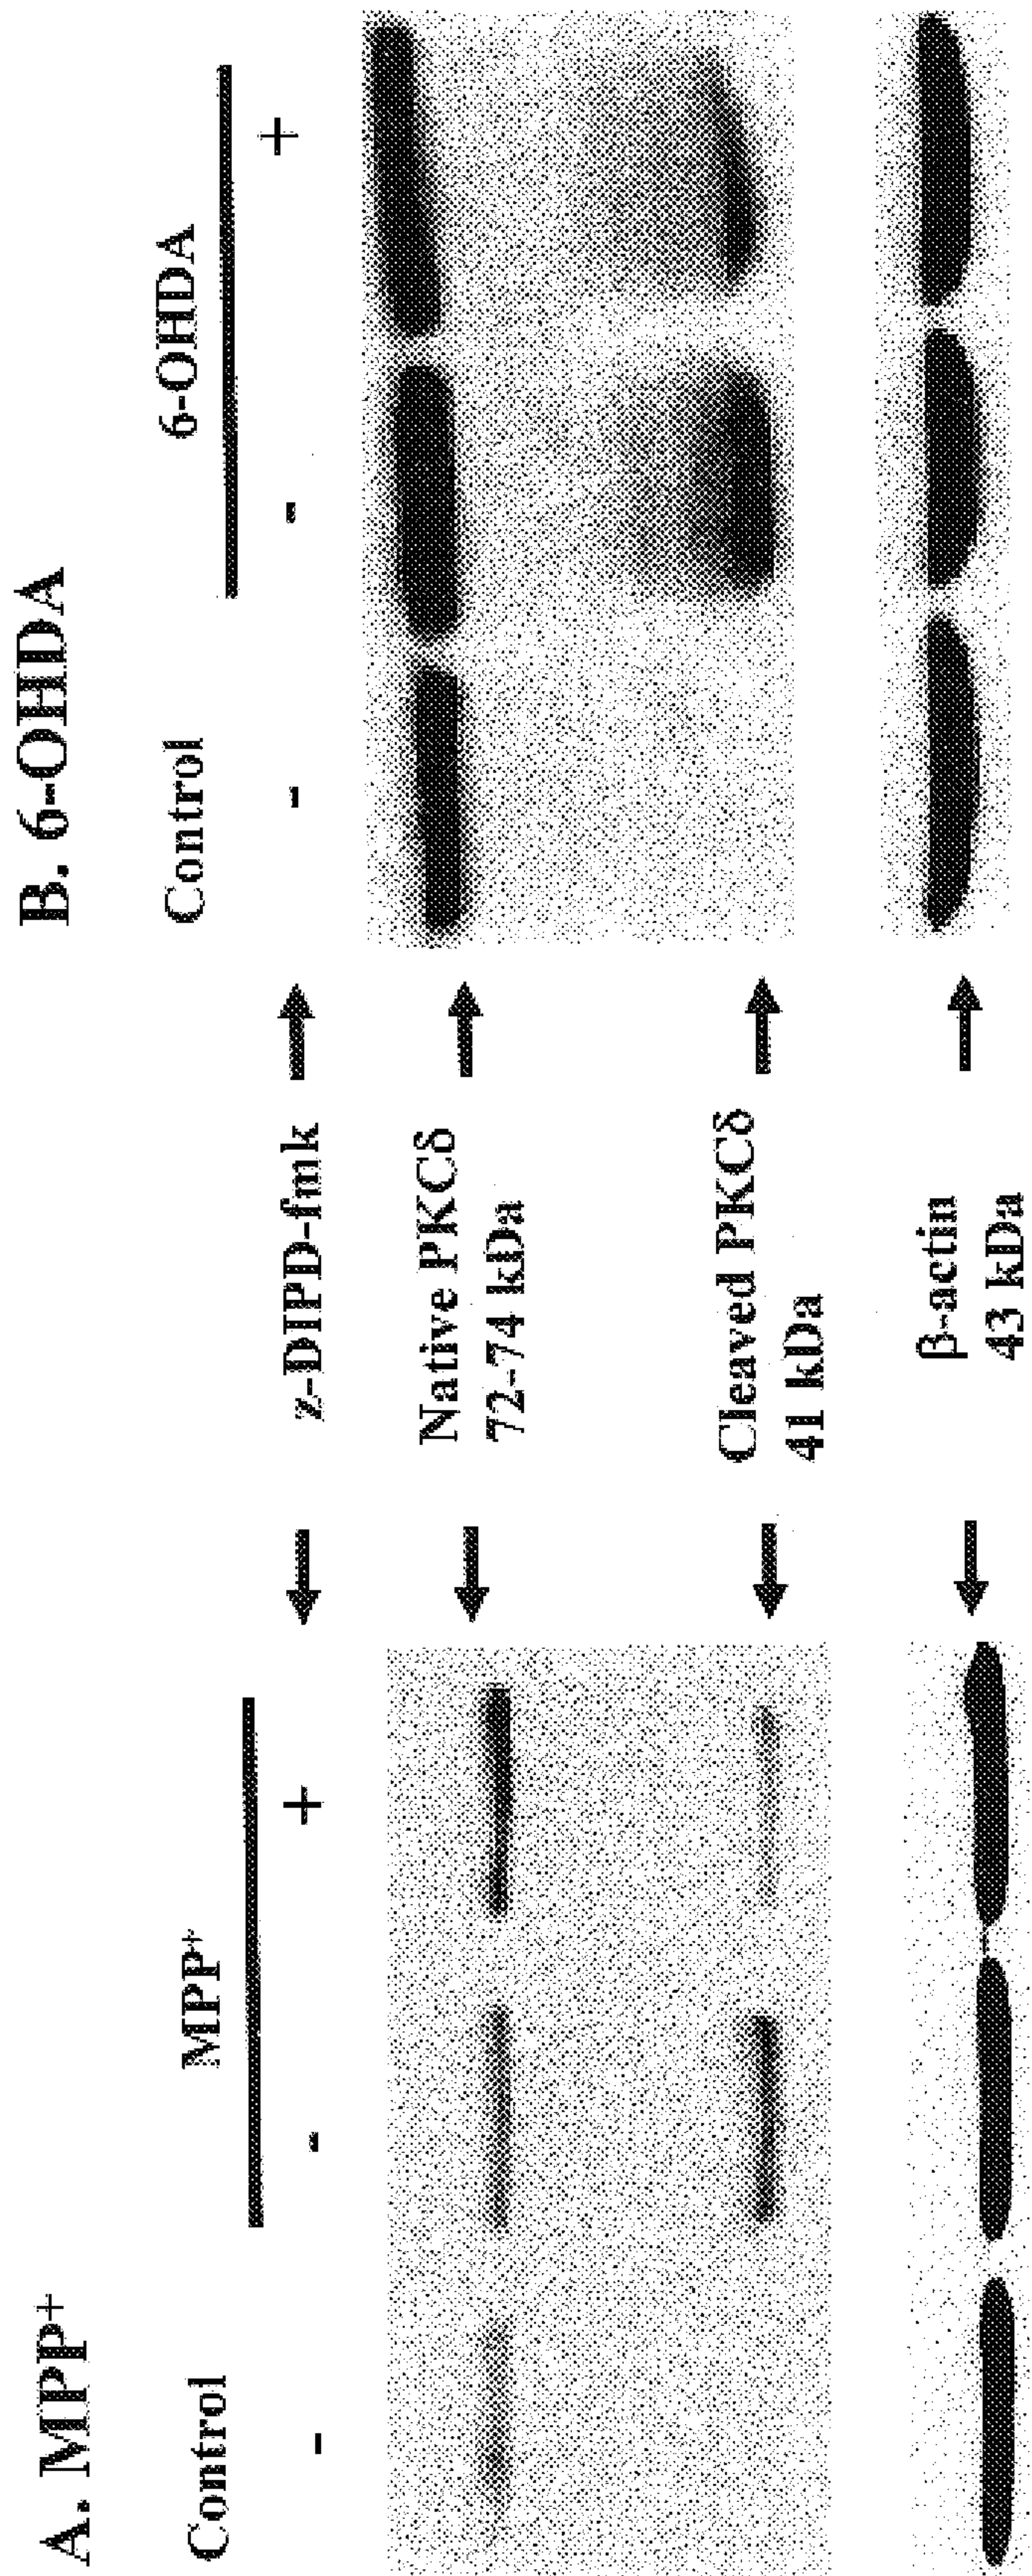 A. MPP+
Control
MPP+
-
-
+
z-DIPD-fmk
Native PKCδ
72-74 kDa
Cleaved PKCδ
41 kDa
β-actin
43 kDa
B. 6-OHDA
Control
6-OHDA
-
-
+